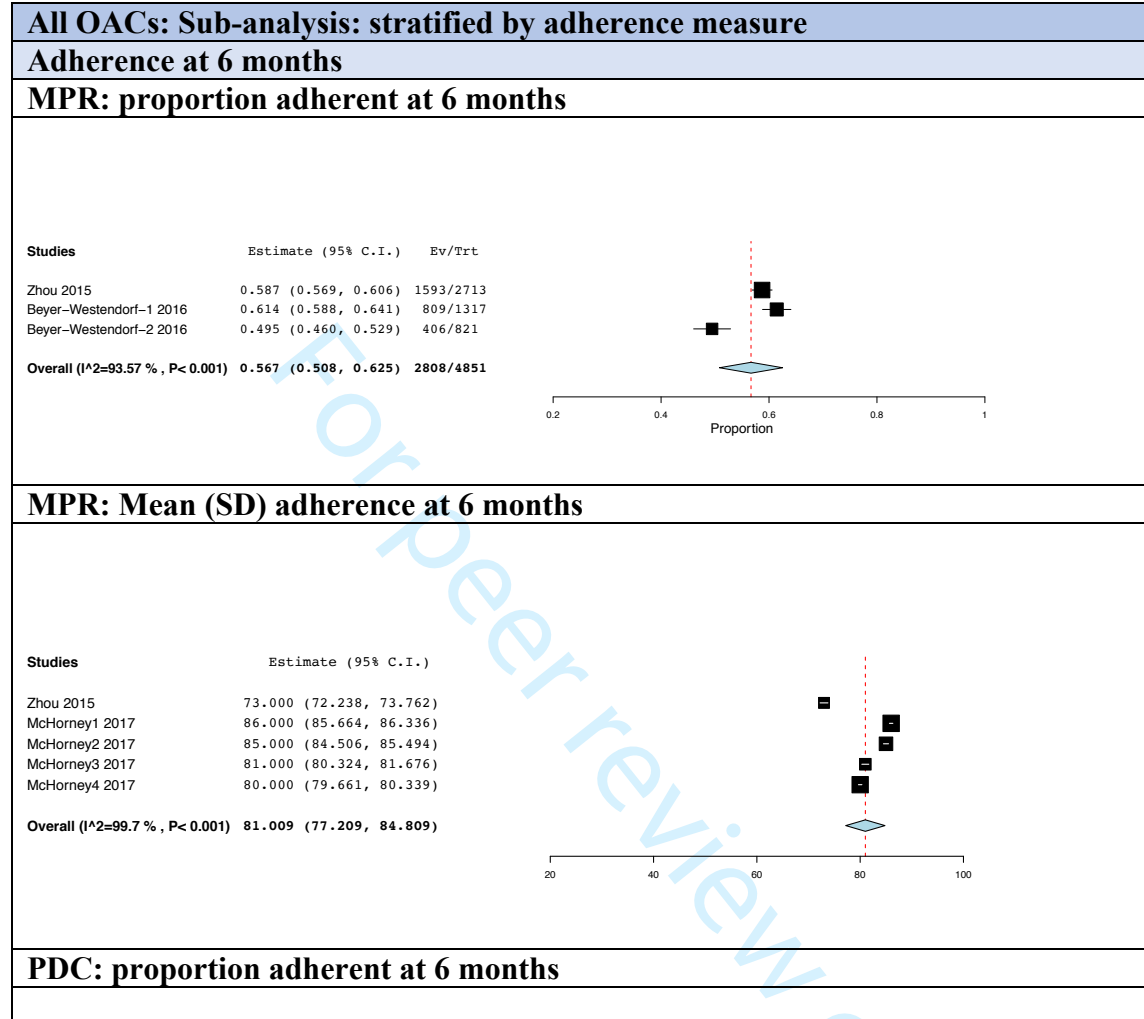 All OACs: Sub-analysis: stratified by adherence measure
Adherence at 6 months
MPR: proportion adherent at 6 months
Studies Estimate (95% C.I.) Ev/Trt
Zhou 2015 0.587 (0.569, 0.606) 1593/2713
Beyer−Westendorf−1 2016 0.614 (0.588, 0.641) 809/1317
Beyer−Westendorf−2 2016 0.495 (0.460, 0.529) 406/821
Overall (I^2=93.57 % , P< 0.001) 0.567 (0.508, 0.625) 2808/4851
0.2 0.4 0.6 0.8 1
Proportion
MPR: Mean (SD) adherence at 6 months
Studies Estimate (95% C.I.)
Zhou 2015 73.000 (72.238, 73.762)
McHorney1 2017 86.000 (85.664, 86.336)
McHorney2 2017 85.000 (84.506, 85.494)
McHorney3 2017 81.000 (80.324, 81.676)
McHorney4 2017 80.000 (79.661, 80.339)
Overall (I^2=99.7 % , P< 0.001) 81.009 (77.209, 84.809)
20 40 60 80 100
PDC: proportion adherent at 6 months
For peer review